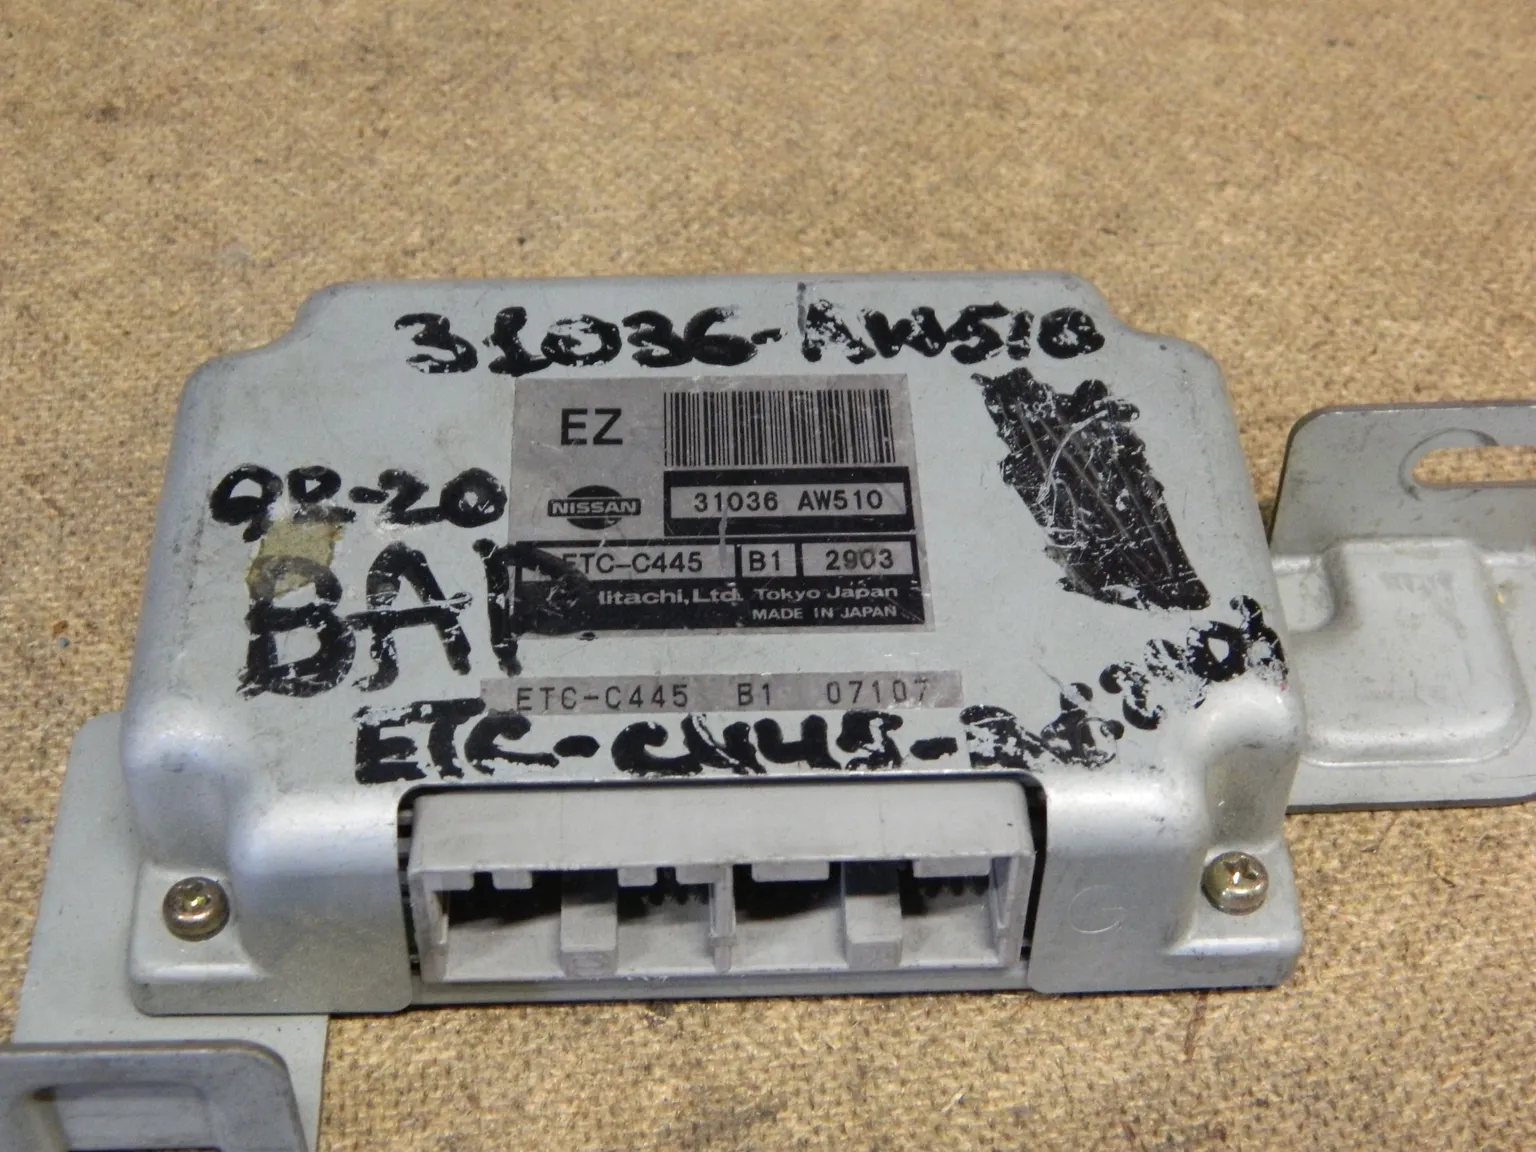 31036-AW510
EZ
NISSAN
31036 AW510
92-20
ETC-C445 B1 2903
BAP
Hitachi, Ltd. Tokyo Japan
MADE IN JAPAN
ETC-C445 B1 07107
G